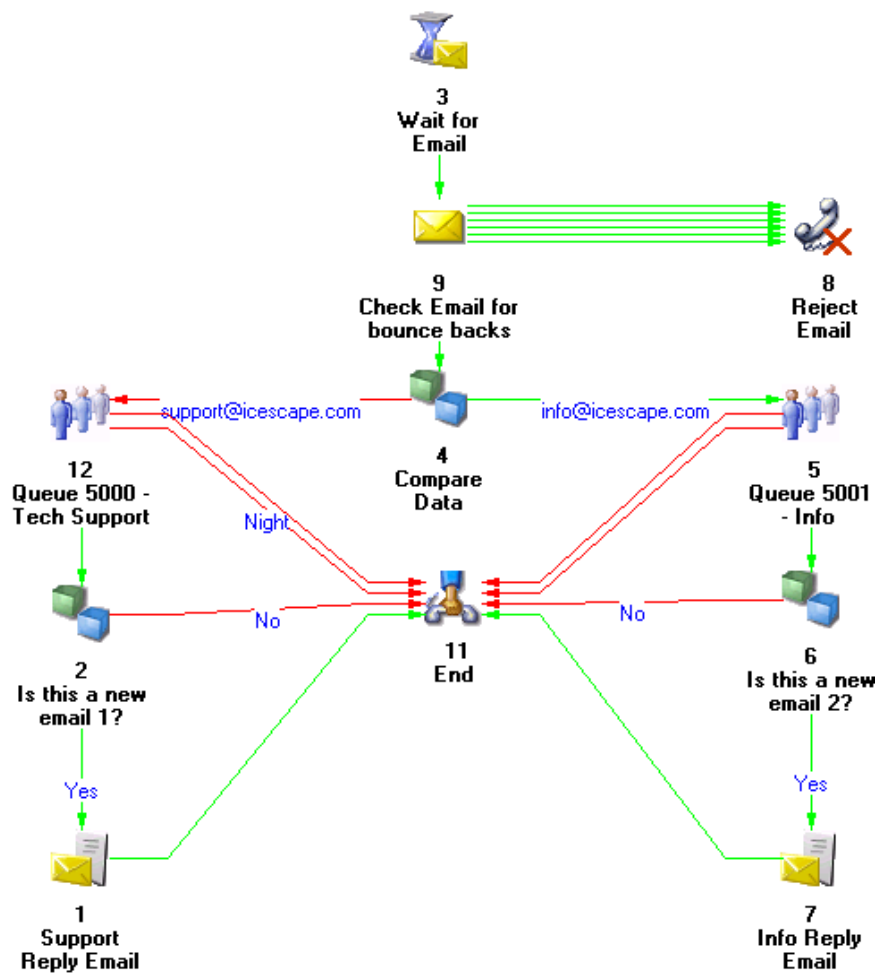 3
Wait for
Email
9
Check Email for
bounce backs
8
Reject
Email
support@icescape.com
info@icescape.com
12
Queue 5000 -
Tech Support
4
Compare
Data
5
Queue 5001
- Info
Night
No
No
2
Is this a new
email 1?
11
End
6
Is this a new
email 2?
Yes
Yes
1
Support
Reply Email
7
Info Reply
Email